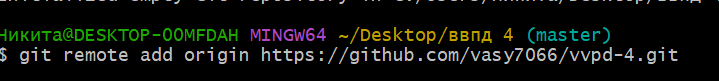 Никита@DESKTOP-OOMFDAH MINGW64 ~/Desktop/ввпд 4 (master)
$ git remote add origin https://github.com/vasy7066/vvpd-4.git